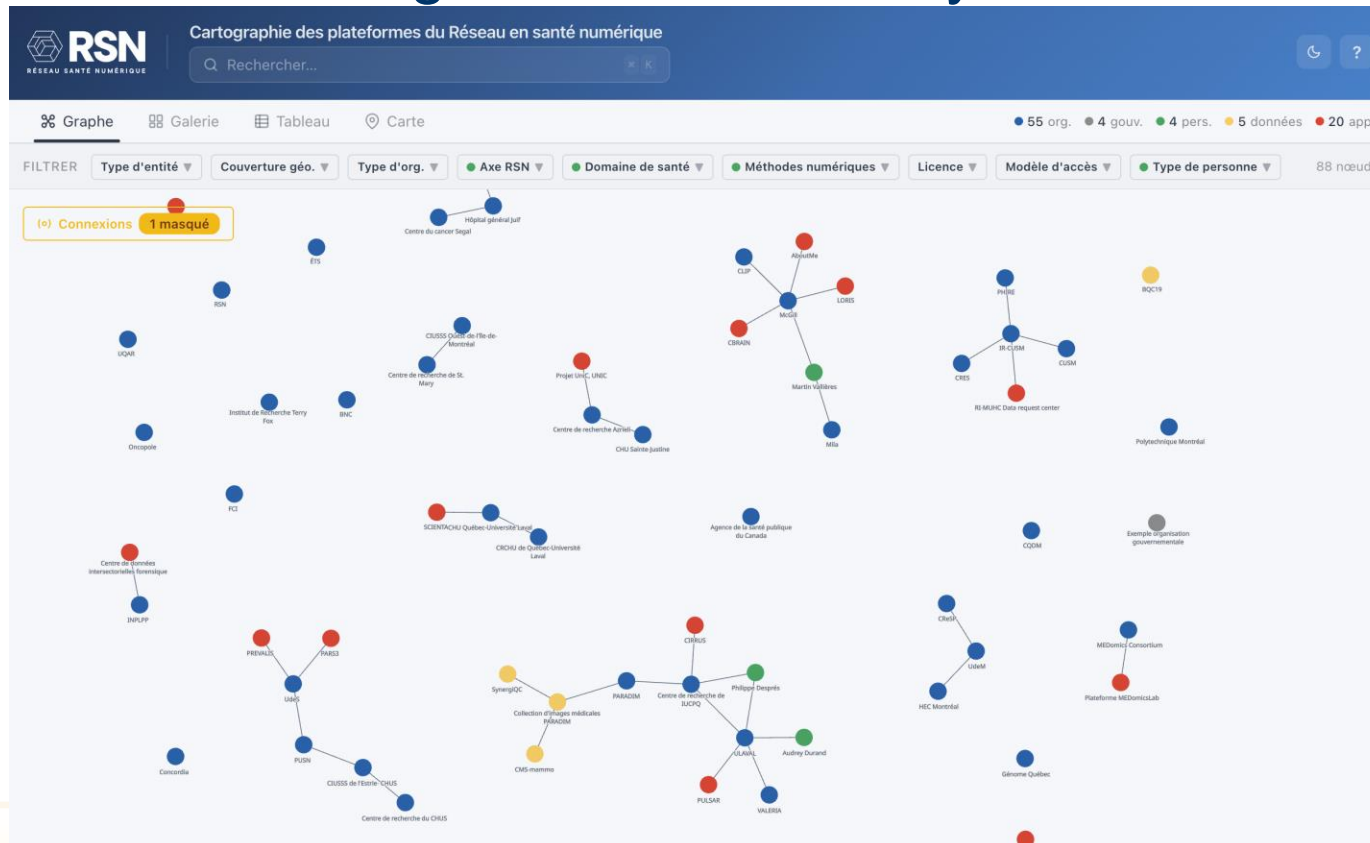 RSN
RÉSEAU SANTÉ NUMÉRIQUE
Cartographie des plateformes du Réseau en santé numérique
Rechercher...
⌘ K
?
Graphe
Galerie
Tableau
Carte
55 org.
4 gouv.
4 pers.
5 données
20 app
FILTRER
Type d'entité
Couverture géo.
Type d'org.
Axe RSN
Domaine de santé
Méthodes numériques
Licence
Modèle d'accès
Type de personne
88 nœud
Connexions
1 masqué
Hôpital général Juif
Centre du cancer Segal
ÉTS
RSN
UQAR
CIUSSS Ouest-de-l'Île-de-
Montréal
Centre de recherche de St.
Mary
Institut de Recherche Terry
Fox
BNC
Oncopole
FCI
Projet UniC, UNIC
Centre de recherche Azrieli
CHU Sainte Justine
AboutMe
CLIP
LORIS
McGill
CBRAIN
Martin Vallières
Mila
PHIRE
IR-CUSM
CUSM
CRES
RI-MUHC Data request center
BQC19
Polytechnique Montréal
SCIENTA
CHU Québec-Université Laval
CRCHU de Québec-Université
Laval
Agence de la santé publique
du Canada
CQDM
Exemple organisation
gouvernementale
Centre de données
intersectorielles forensique
INPLPP
PREVALIS
PARS3
UdeS
PUSN
CIUSSS de l'Estrie CHUS
Centre de recherche du CHUS
Concordia
SynergiQC
Collection d'images médicales
PARADIM
CMS-mammo
PARADIM
CIRRUS
Centre de recherche de
IUCPQ
Philippe Després
ULAVAL
Audrey Durand
PULSAR
VALERIA
CReSP
UdeM
HEC Montréal
MEDomics Consortium
Plateforme MEDomicsLab
Génome Québec